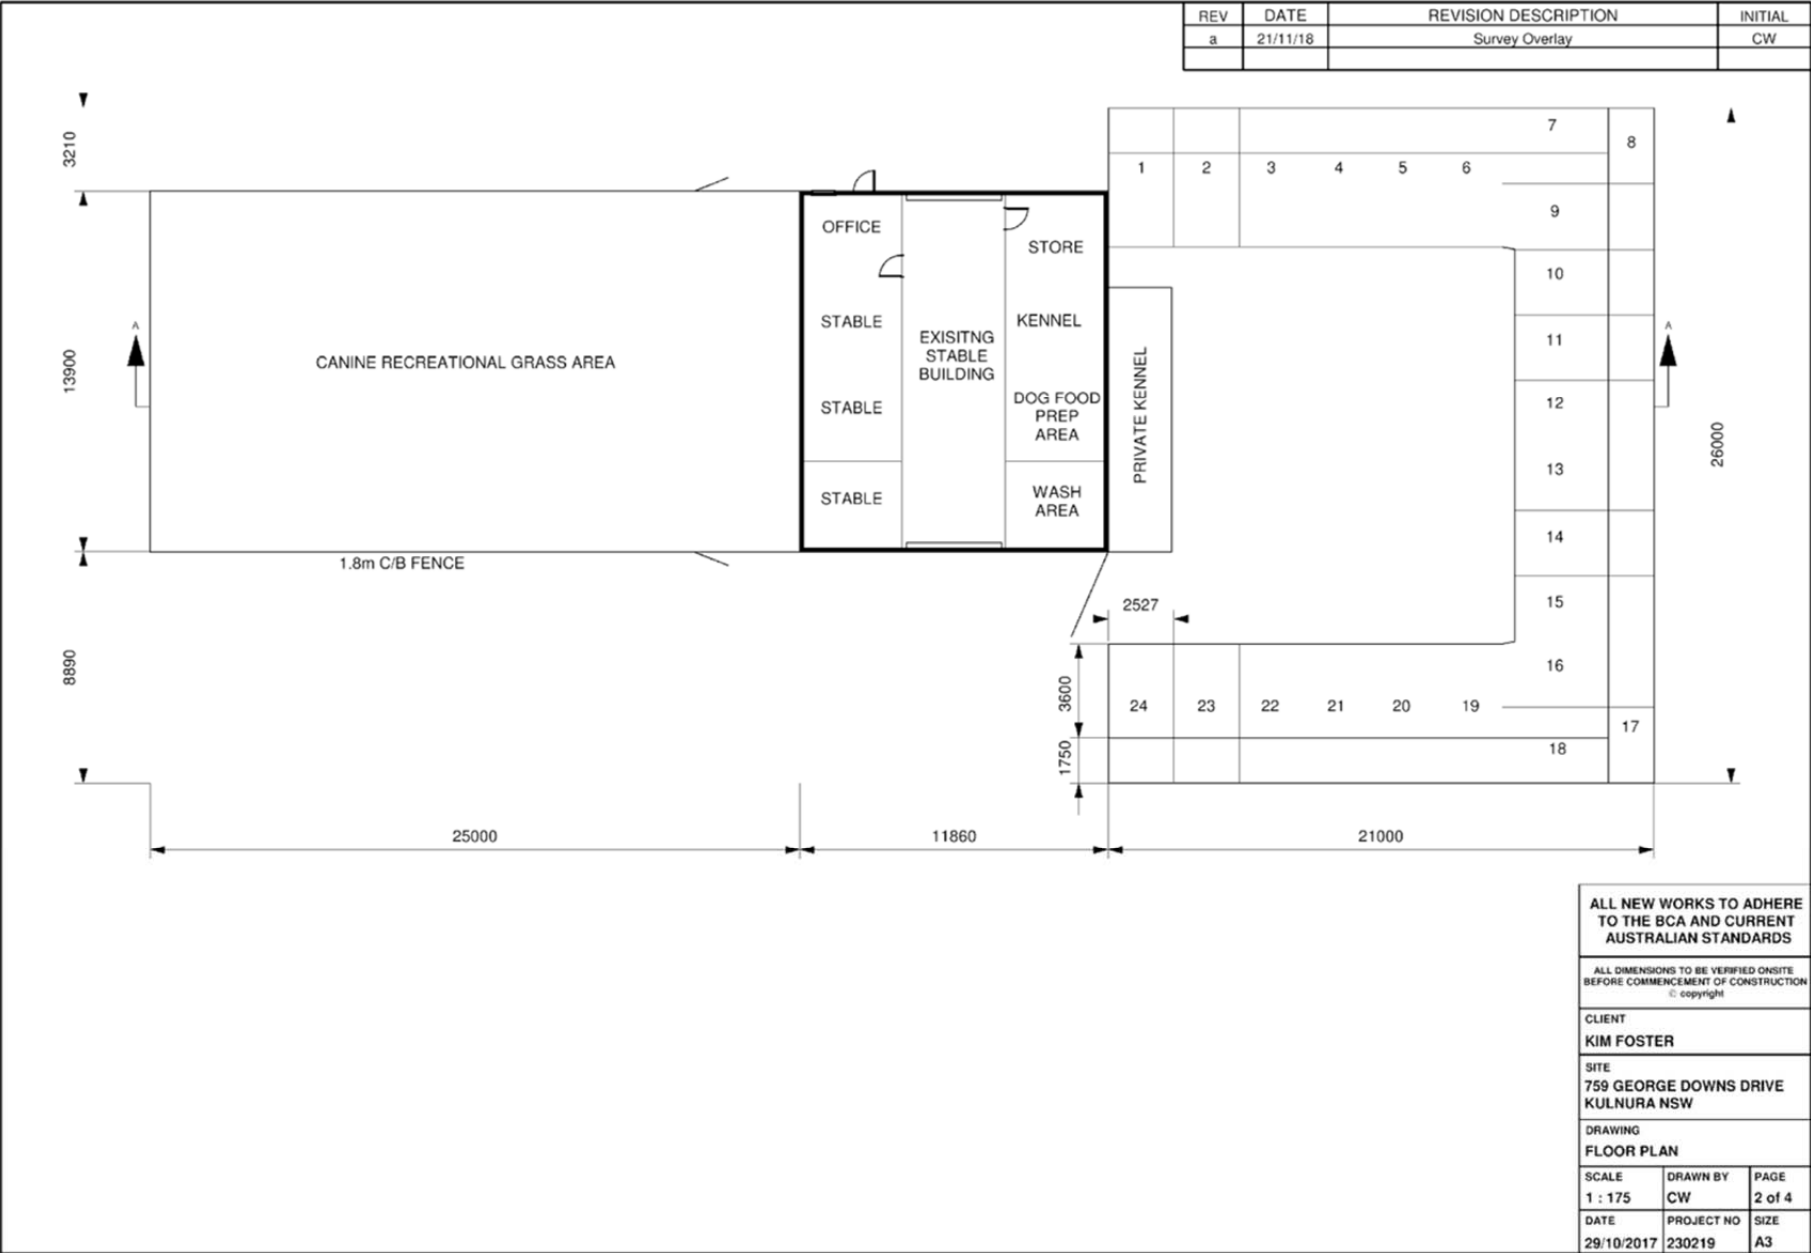 REV DATE REVISION DESCRIPTION INITIAL
a 21/11/18 Survey Overlay CW
3210
13900
8890
A
CANINE RECREATIONAL GRASS AREA
1.8m C/B FENCE
OFFICE
STABLE
STABLE
STABLE
EXISITNG
STABLE
BUILDING
STORE
KENNEL
DOG FOOD
PREP
AREA
WASH
AREA
PRIVATE KENNEL
1 2 3 4 5 6
7
8
9
10
11
12
13
14
15
16
17
18
24 23 22 21 20 19
A
26000
2527
3600
1750
25000 11860 21000
ALL NEW WORKS TO ADHERE
TO THE BCA AND CURRENT
AUSTRALIAN STANDARDS
ALL DIMENSIONS TO BE VERIFIED ONSITE
BEFORE COMMENCEMENT OF CONSTRUCTION
© copyright
CLIENT
KIM FOSTER
SITE
759 GEORGE DOWNS DRIVE
KULNURA NSW
DRAWING
FLOOR PLAN
SCALE DRAWN BY PAGE
1 : 175 CW 2 of 4
DATE PROJECT NO SIZE
29/10/2017 230219 A3